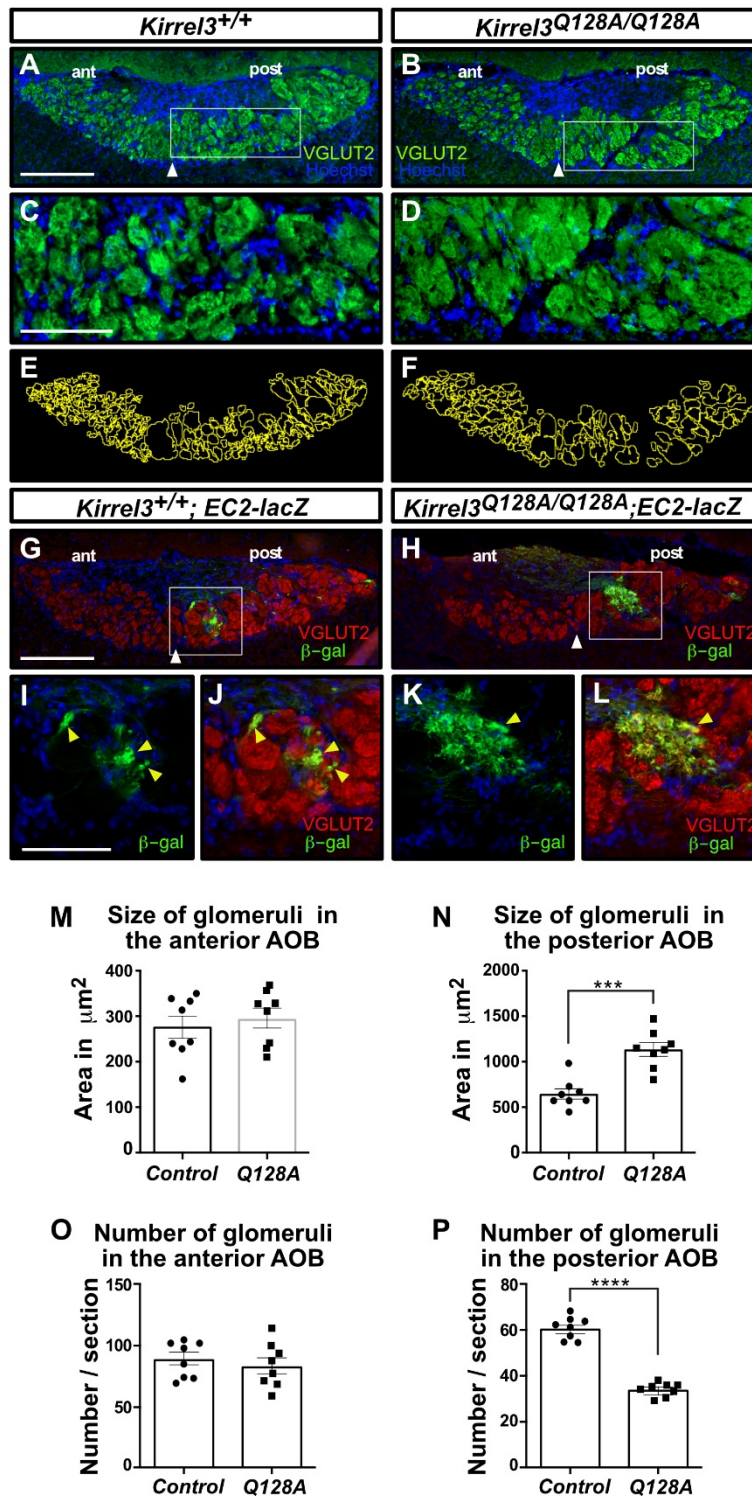 Kirrel3+/+
Kirrel3Q128A/Q128A
A
ant
post
VGLUT2
Hoechst
B
ant
post
VGLUT2
Hoechst
C
D
E
F
Kirrel3+/+; EC2-lacZ
Kirrel3Q128A/Q128A;EC2-lacZ
G
ant
post
VGLUT2
β-gal
H
ant
post
VGLUT2
β-gal
I
β-gal
J
VGLUT2
β-gal
K
β-gal
L
VGLUT2
β-gal
M
Size of glomeruli in
the anterior AOB
Area in μm2
400
300
200
100
0
Control
Q128A
N
Size of glomeruli in
the posterior AOB
Area in μm2
2000
1500
1000
500
0
***
Control
Q128A
O
Number of glomeruli
in the anterior AOB
Number / section
150
100
50
0
Control
Q128A
P
Number of glomeruli
in the posterior AOB
Number / section
80
60
40
20
0
****
Control
Q128A